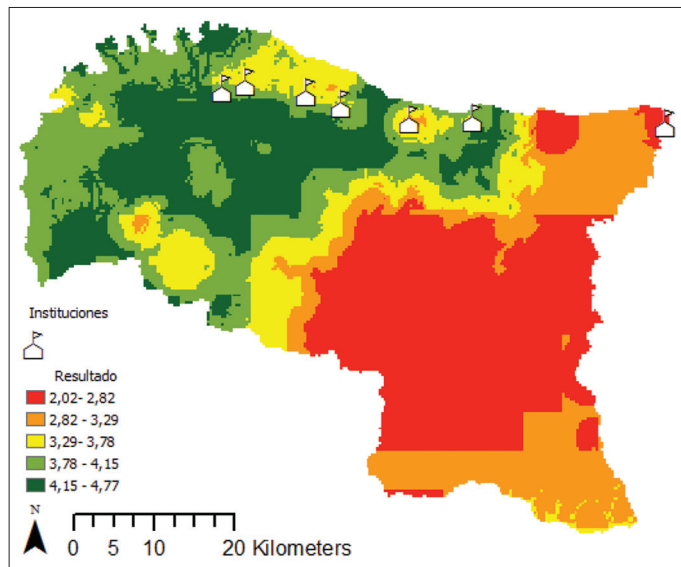 Instituciones
Resultado
2,02- 2,82
2,82 - 3,29
3,29- 3,78
3,78 - 4,15
4,15 - 4,77
N
0 5 10 20 Kilometers